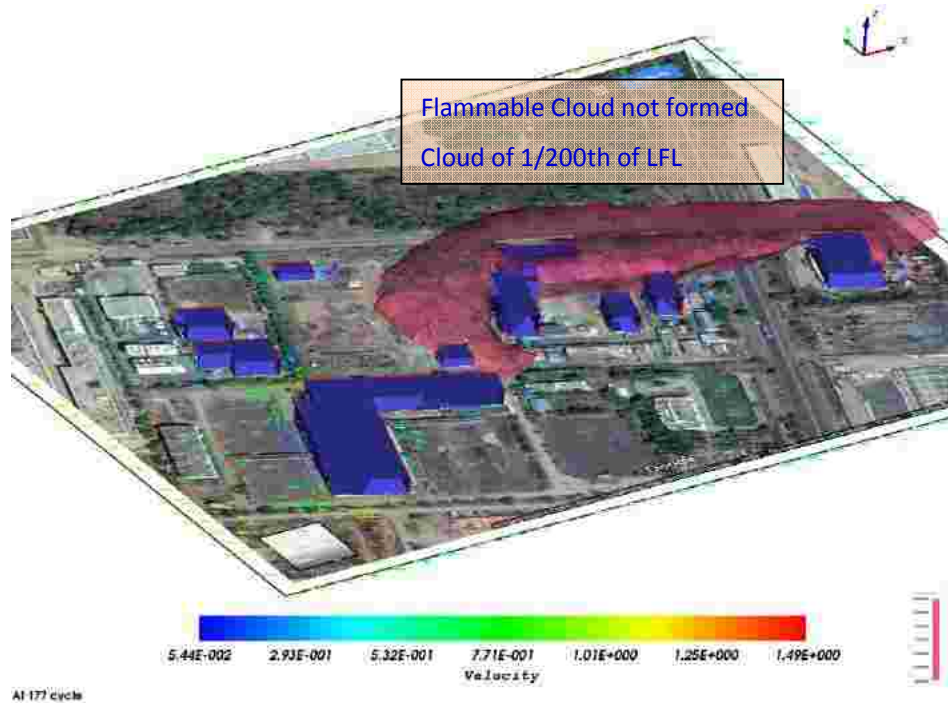 Flammable Cloud not formed
Cloud of 1/200th of LFL
5.44E-002 2.93E-001 5.32E-001 7.71E-001 1.01E+000 1.25E+000 1.49E+000
Velocity
At 177 cycle